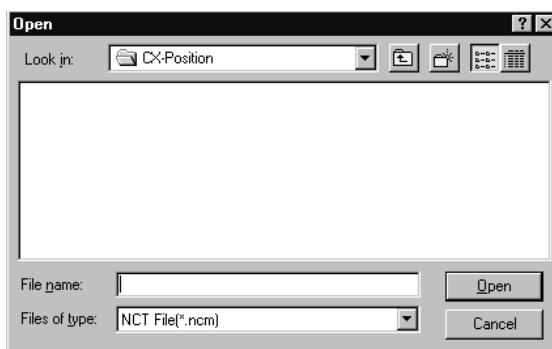 Open
Look in: CX-Position
File name:
Open
Files of type: NCT File(*.ncm)
Cancel